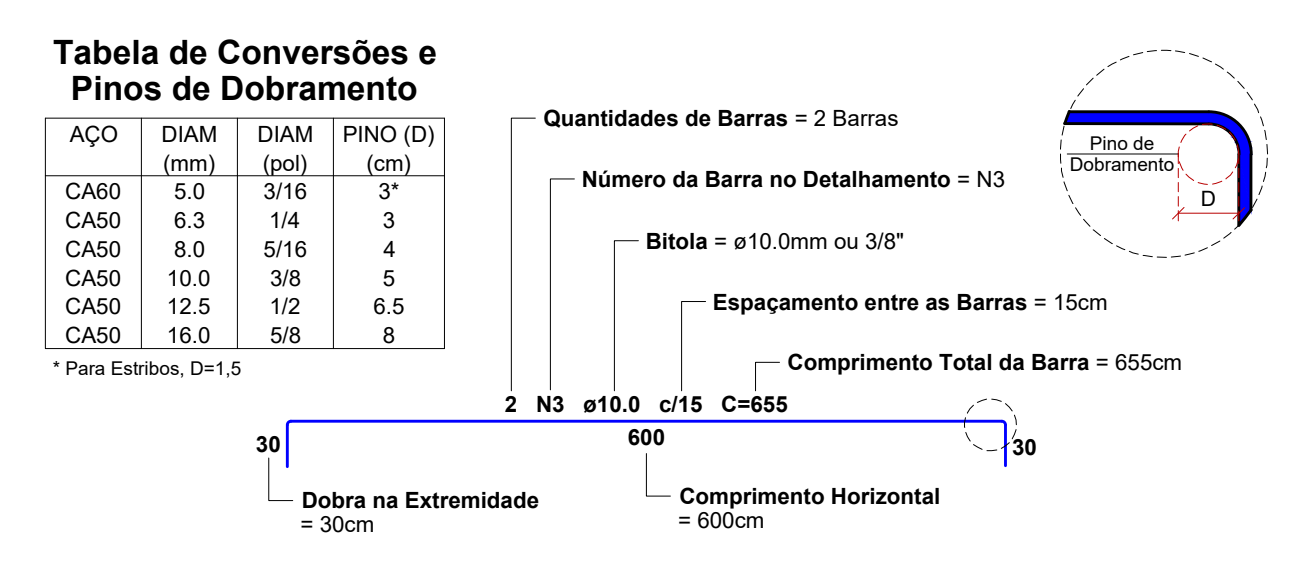 Tabela de Conversões e
Pinos de Dobramento
AÇO DIAM DIAM PINO (D)
(mm) (pol) (cm)
CA60 5.0 3/16 3*
CA50 6.3 1/4 3
CA50 8.0 5/16 4
CA50 10.0 3/8 5
CA50 12.5 1/2 6.5
CA50 16.0 5/8 8
* Para Estribos, D=1,5
Quantidades de Barras = 2 Barras
Número da Barra no Detalhamento = N3
Bitola = ø10.0mm ou 3/8"
Espaçamento entre as Barras = 15cm
Comprimento Total da Barra = 655cm
Pino de
Dobramento
D
2 N3 ø10.0 c/15 C=655
30 600 30
Dobra na Extremidade
= 30cm
Comprimento Horizontal
= 600cm